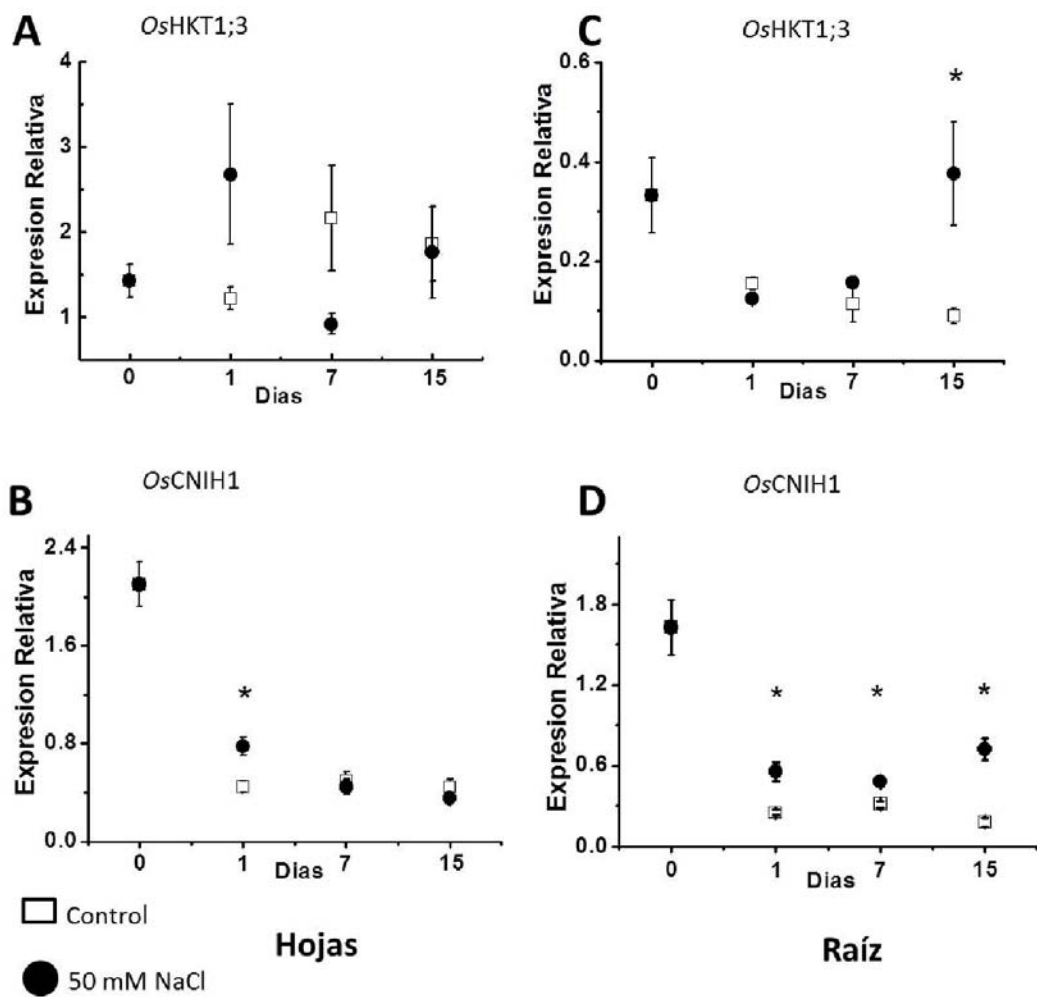 A
OsHKT1;3
Expresion Relativa
4
3
2
1
0 1 7 15
Dias
C
OsHKT1;3
*
Expresion Relativa
0.6
0.4
0.2
0.0
0 1 7 15
Dias
B
OsCNIH1
*
Expresion Relativa
2.4
1.6
0.8
0.0
0 1 7 15
Dias
D
OsCNIH1
* * *
Expresion Relativa
1.8
1.2
0.6
0.0
0 1 7 15
Dias
Control
50 mM NaCl
Hojas
Raíz